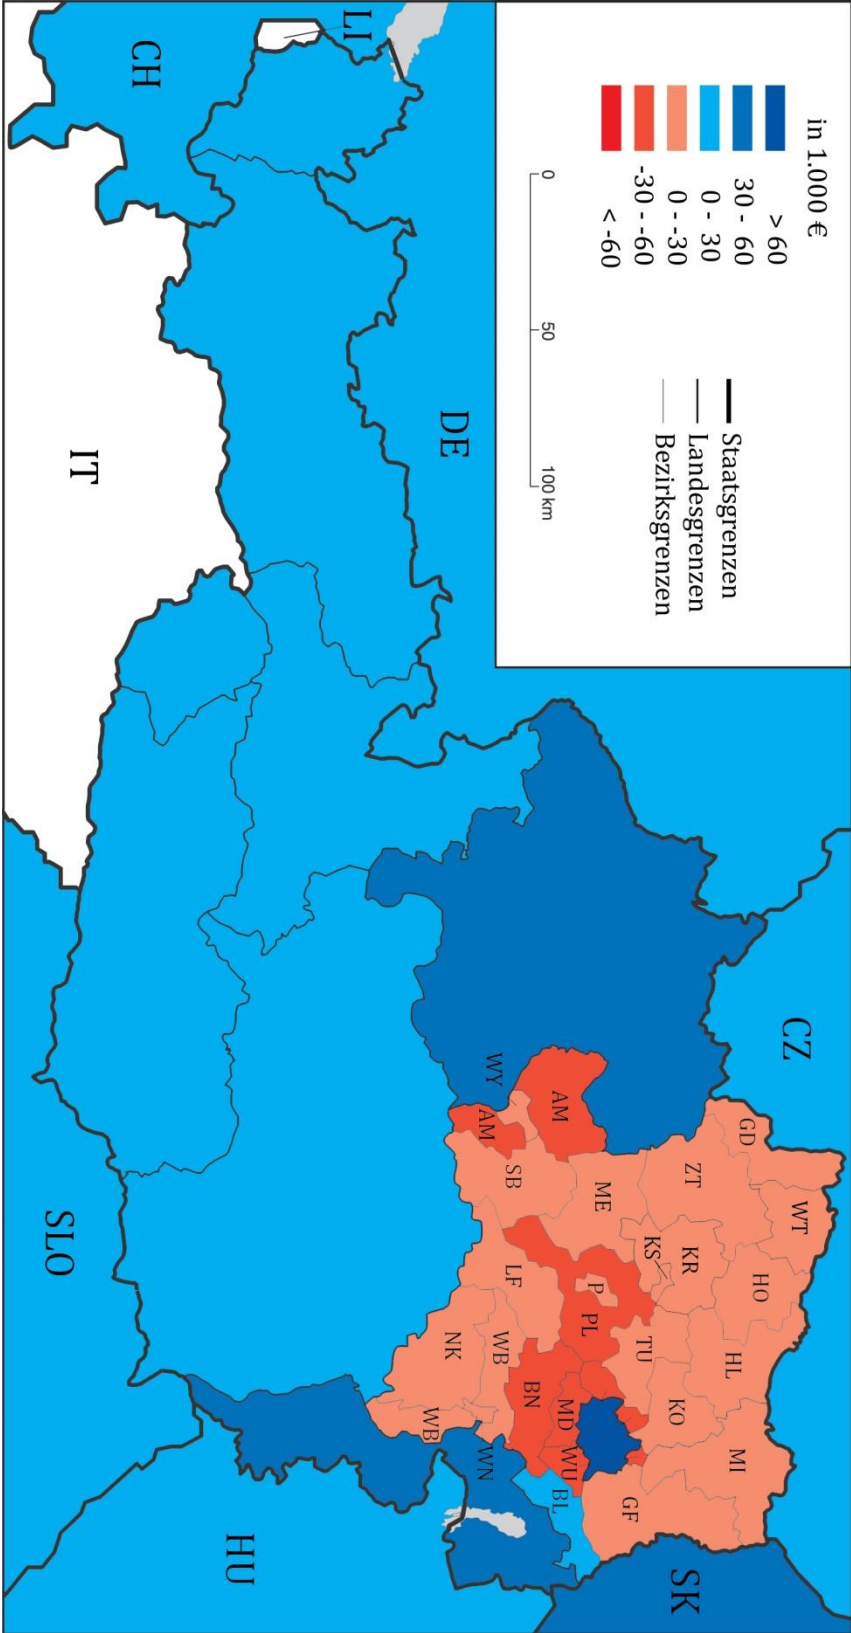 in 1.000 €
> 60
30 - 60
0 - 30
0 - -30
-30 - -60
< -60
Staatsgrenzen
Landesgrenzen
Bezirksgrenzen
0
50
100 km
DE
CZ
SK
HU
SLO
IT
CH
LI
GD
WT
ZT
HO
HL
MI
KR
KS
KO
TU
GF
ME
AM
AM
WY
SB
P
PL
LF
NK
WB
WB
BN
MD
WU
BL
WN